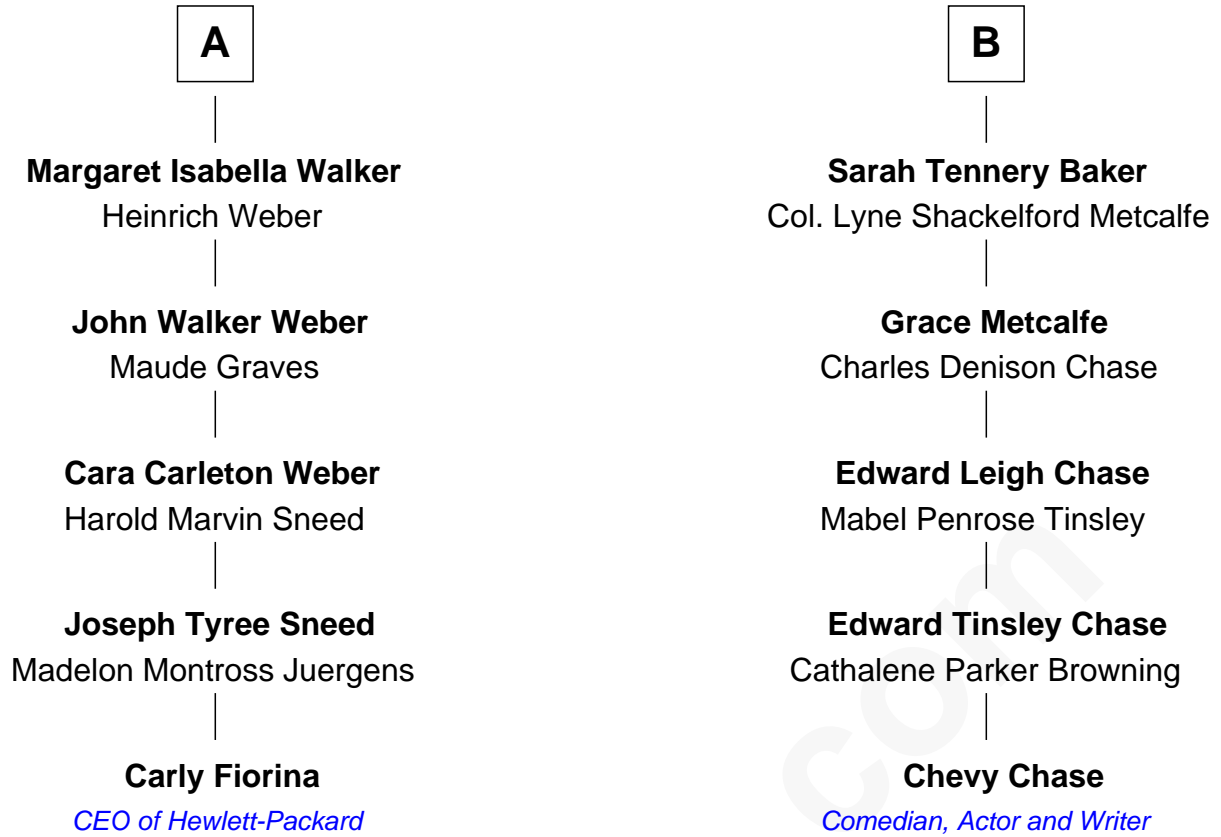 A
Margaret Isabella Walker
Heinrich Weber
John Walker Weber
Maude Graves
Cara Carleton Weber
Harold Marvin Sneed
Joseph Tyree Sneed
Madelon Montross Juergens
Carly Fiorina
CEO of Hewlett-Packard
B
Sarah Tennery Baker
Col. Lyne Shackelford Metcalfe
Grace Metcalfe
Charles Denison Chase
Edward Leigh Chase
Mabel Penrose Tinsley
Edward Tinsley Chase
Cathalene Parker Browning
Chevy Chase
Comedian, Actor and Writer
com